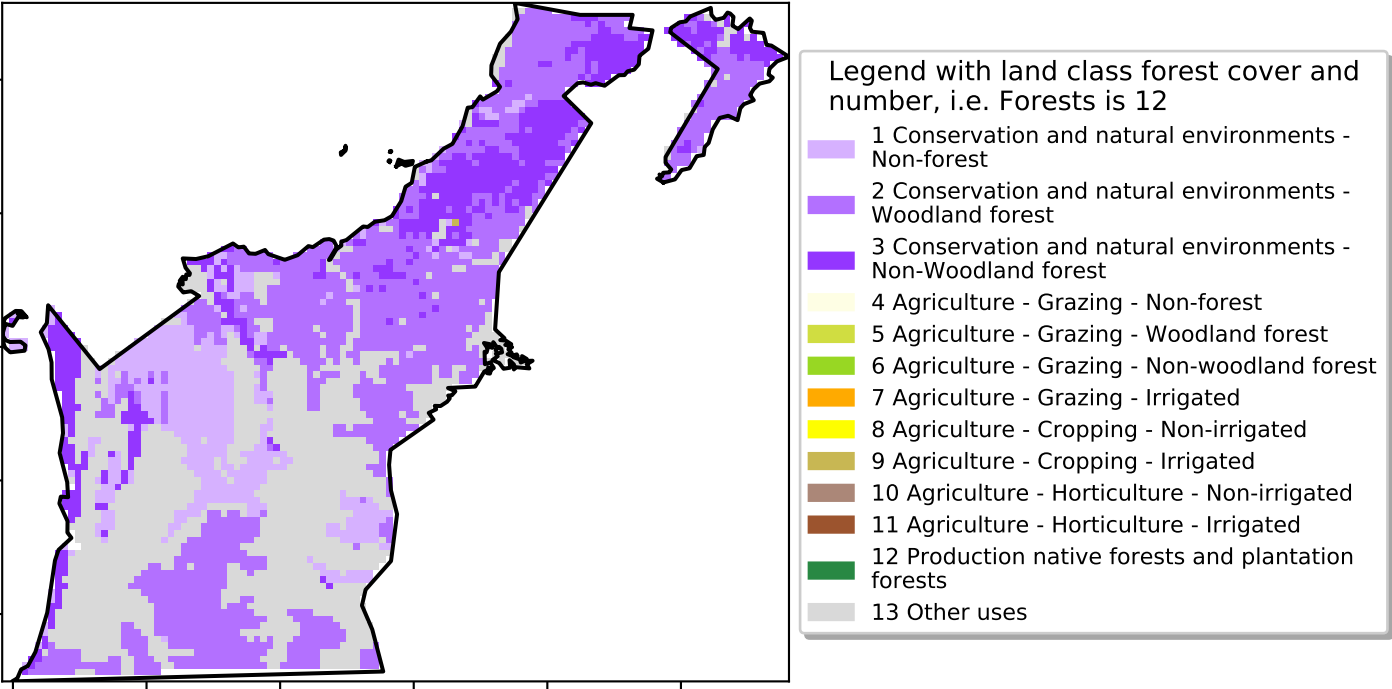 Legend with land class forest cover and
number, i.e. Forests is 12
1 Conservation and natural environments -
Non-forest
2 Conservation and natural environments -
Woodland forest
3 Conservation and natural environments -
Non-Woodland forest
4 Agriculture - Grazing - Non-forest
5 Agriculture - Grazing - Woodland forest
6 Agriculture - Grazing - Non-woodland forest
7 Agriculture - Grazing - Irrigated
8 Agriculture - Cropping - Non-irrigated
9 Agriculture - Cropping - Irrigated
10 Agriculture - Horticulture - Non-irrigated
11 Agriculture - Horticulture - Irrigated
12 Production native forests and plantation
forests
13 Other uses